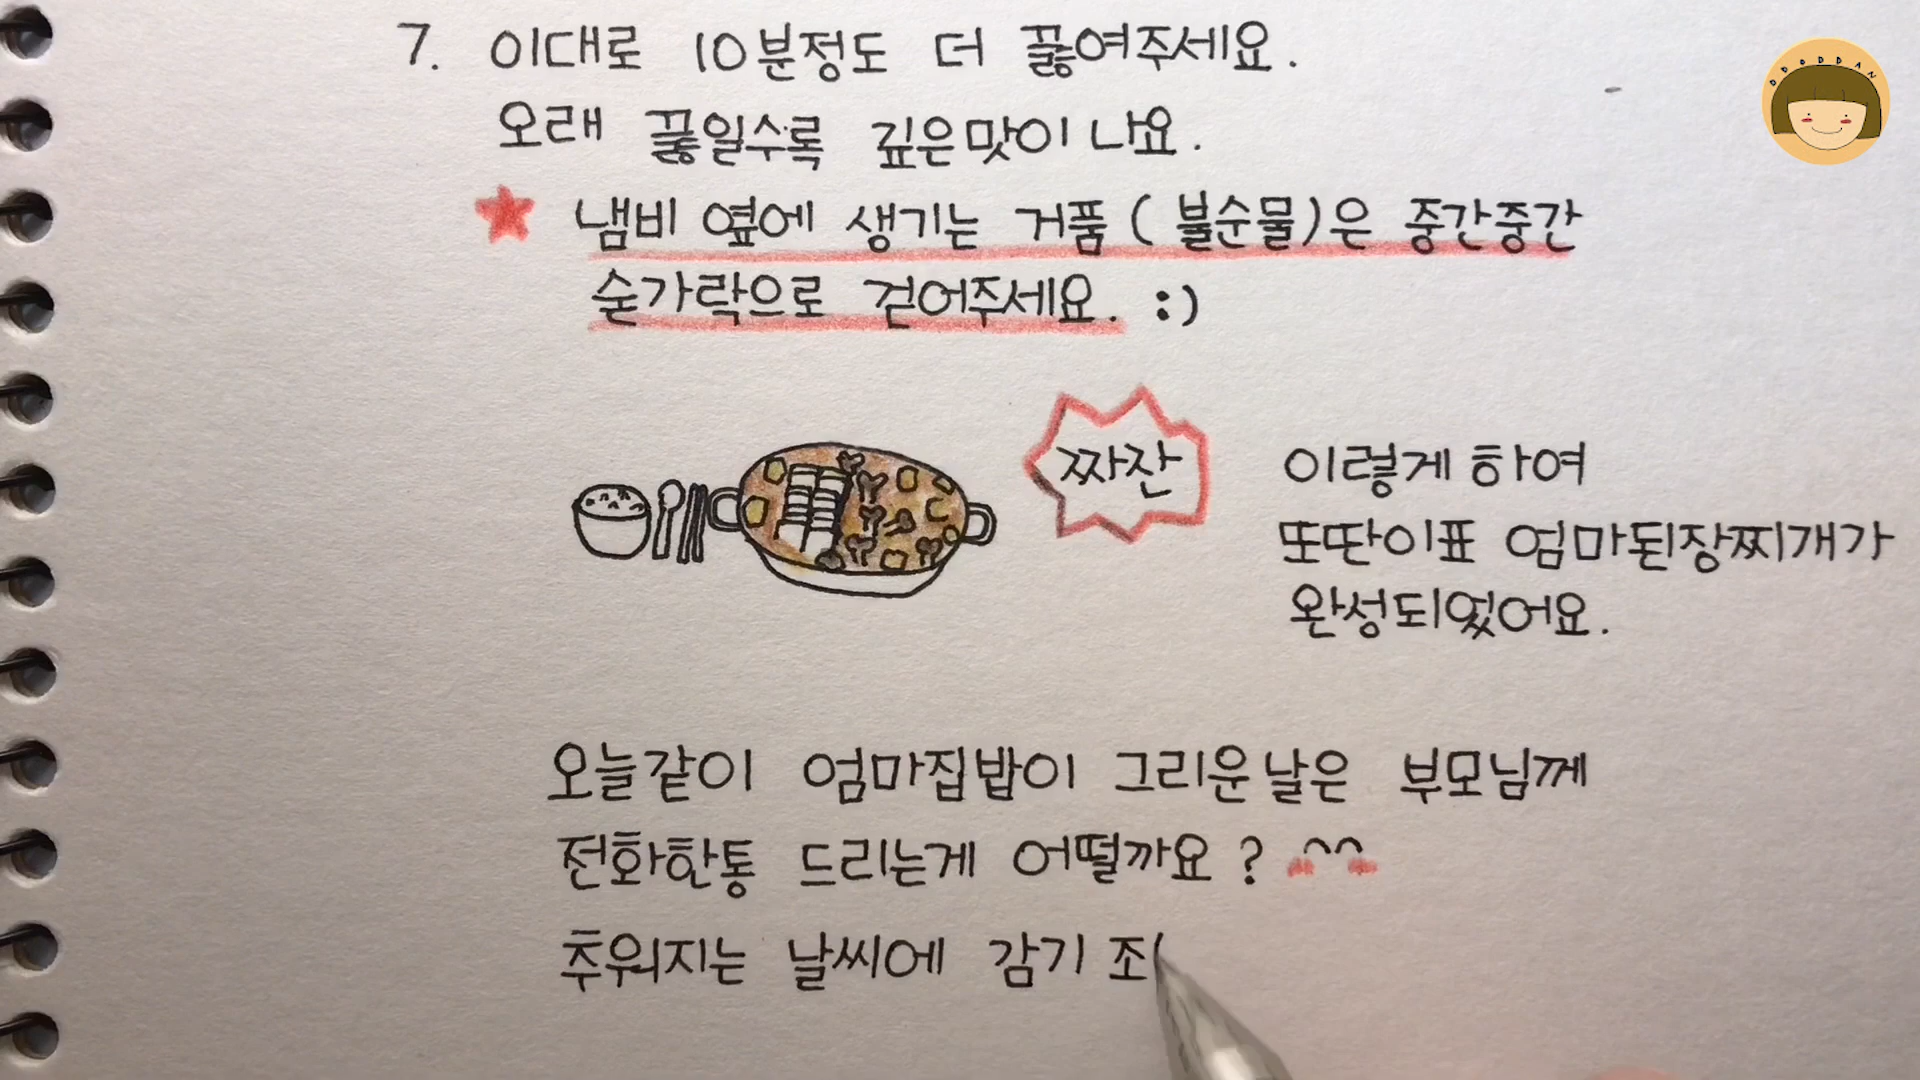 7. 이대로 10분정도 더 끓여주세요.
오래 끓일수록 깊은맛이 나요.
냄비 옆에 생기는 거품 (불순물)은 중간중간
숟가락으로 걷어주세요. :)
짜잔
이렇게 하여
또딴이표 엄마된장찌개가
완성되었어요.
오늘같이 엄마집밥이 그리운날은 부모님께
전화한통 드리는게 어떨까요? ^^
추워지는 날씨에 감기 조
DDODDAN